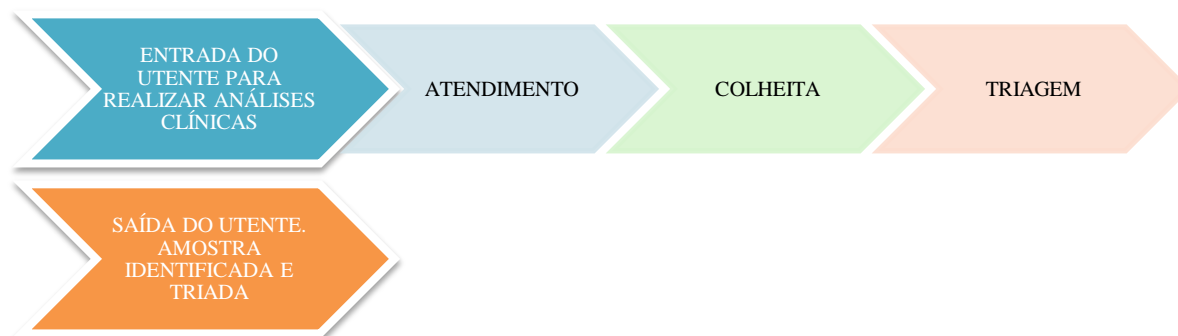 ENTRADA DO
UTENTE PARA
REALIZAR ANÁLISES
CLÍNICAS
ATENDIMENTO
COLHEITA
TRIAGEM
SAÍDA DO UTENTE.
AMOSTRA
IDENTIFICADA E
TRIADA